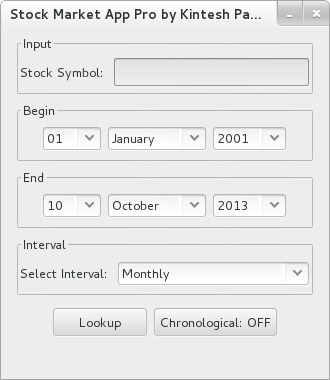 Stock Market App Pro by Kintesh Pa...
Input
Stock Symbol:
Begin
01 January 2001
End
10 October 2013
Interval
Select Interval: Monthly
Lookup Chronological: OFF